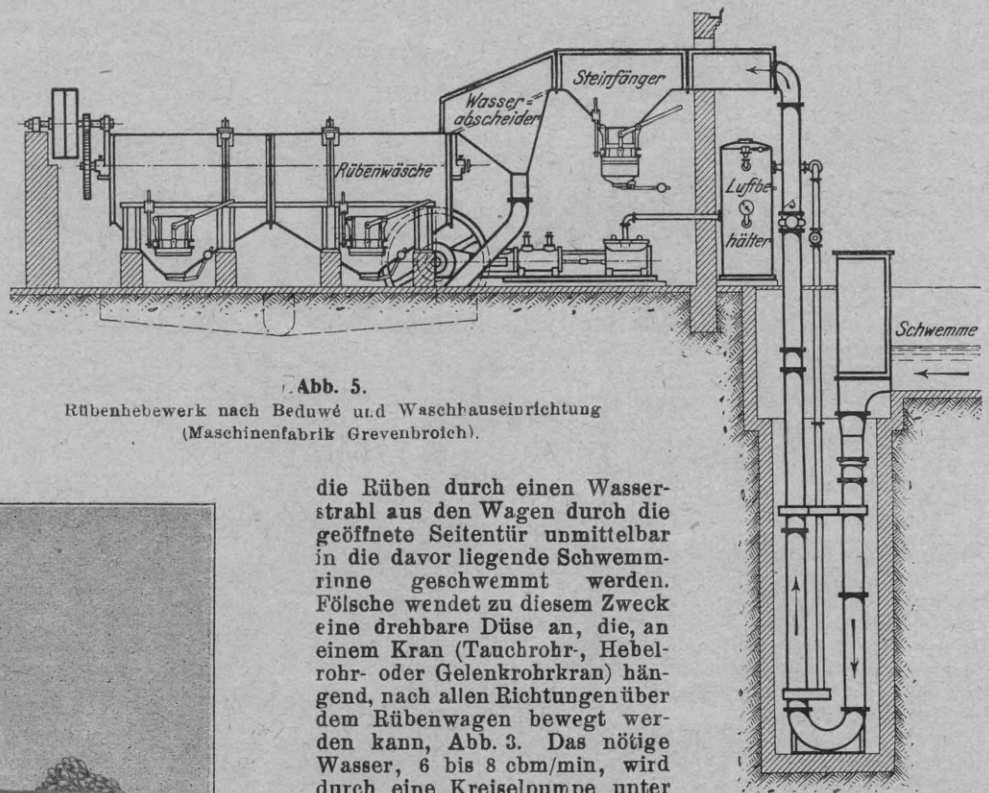 Steinfänger
Wasser-
abscheider
Rübenwäsche
Luftbe-
hälter
Schwemme
Abb. 5.
Rübenhebewerk nach Beduwé und Waschhauseinrichtung
(Maschinenfabrik Grevenbroich).
die Rüben durch einen Wasser-
strahl aus den Wagen durch die
geöffnete Seitentür unmittelbar
in die davor liegende Schwemm-
rinne geschwemmt werden.
Fölsche wendet zu diesem Zweck
eine drehbare Düse an, die, an
einem Kran (Tauchrohr-, Hebel-
rohr- oder Gelenkrohrkran) hän-
gend, nach allen Richtungen über
dem Rübenwagen bewegt wer-
den kann, Abb. 3. Das nötige
Wasser, 6 bis 8 cbm/min, wird
durch eine Kreiselpumpe unter